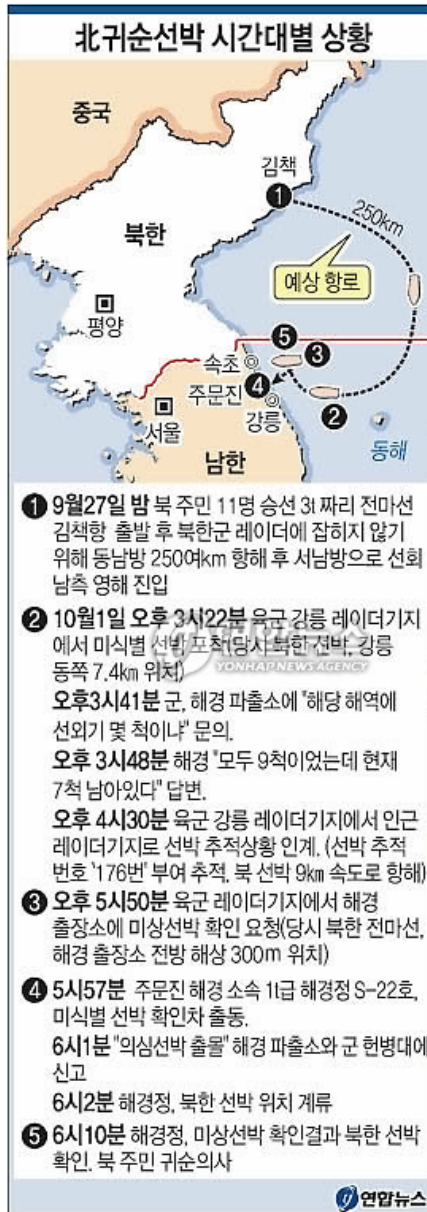 北귀순선박 시간대별 상황
중국
김책
❶
250km
북한
예상 항로
평양
❺
속초
❸
주문진
❹
서울
강릉
❷
남한
동해
❶ 9월27일 밤 북 주민 11명 승선 3t 짜리 전마선
김책항 출발 후 북한군 레이더에 잡히지 않기
위해 동남방 250여km 항해 후 서남방으로 선회
남측 영해 진입
❷ 10월1일 오후 3시22분 육군 강릉 레이더기지
에서 미식별 선박 포착(당시 북한 선박, 강릉
동쪽 7.4km 위치)
연합뉴스
YONHAP NEWS AGENCY
오후3시41분 군, 해경 파출소에 "해당 해역에
선외기 몇 척이냐" 문의.
오후 3시48분 해경 "모두 9척이었는데 현재
7척 남아있다" 답변.
오후 4시30분 육군 강릉 레이더기지에서 인근
레이더기지로 선박 추적상황 인계. (선박 추적
번호 '176번' 부여 추적, 북 선박 9km 속도로 항해)
❸ 오후 5시50분 육군 레이더기지에서 해경
출장소에 미상선박 확인 요청(당시 북한 전마선,
해경 출장소 전방 해상 300m 위치)
❹ 5시57분 주문진 해경 소속 1t급 해경정 S-22호,
미식별 선박 확인차 출동.
6시1분 "의심선박 출몰" 해경 파출소와 군 헌병대에
신고
6시2분 해경정, 북한 선박 위치 계류
❺ 6시10분 해경정, 미상선박 확인결과 북한 선박
확인. 북 주민 귀순의사
연합뉴스